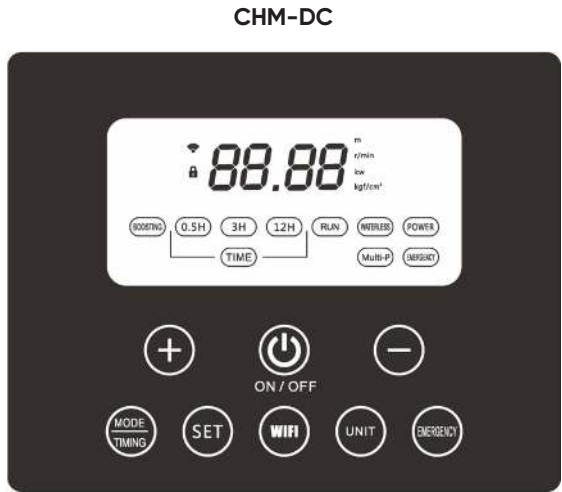 CHM-DC
88.88
m
r/min
kw
kgf/cm²
BOOSTING 0.5H 3H 12H RUN WATERLESS POWER
TIME Multi-P EMERGENCY
ON / OFF
MODE
TIMING
SET
WIFI
UNIT
EMERGENCY